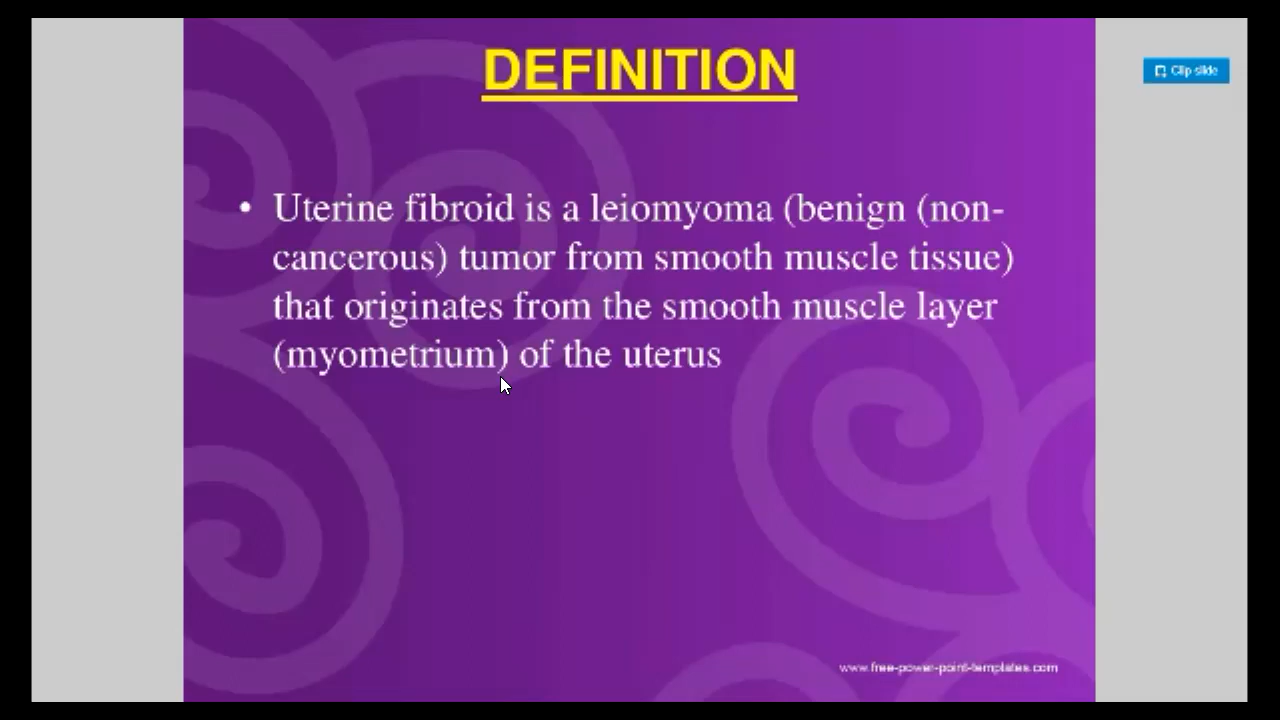 DEFINITION
Clip slide
• Uterine fibroid is a leiomyoma (benign (non-
cancerous) tumor from smooth muscle tissue)
that originates from the smooth muscle layer
(myometrium) of the uterus
www.free-power-point-templates.com